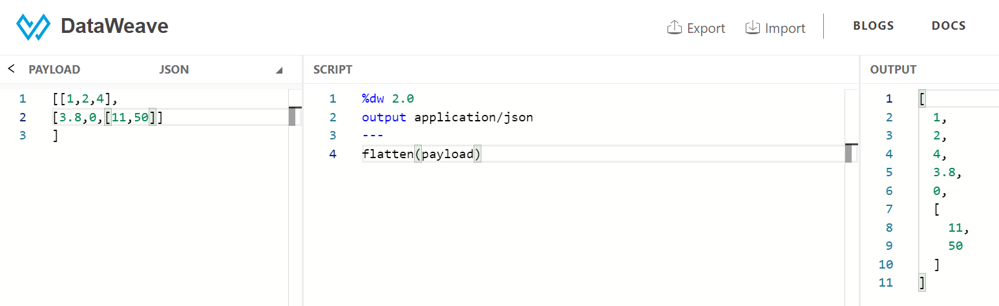 DataWeave
Export Import BLOGS DOCS
< PAYLOAD JSON
1 [[1,2,4],
2 [3.8,0,[11,50]]
3 ]
SCRIPT
1 %dw 2.0
2 output application/json
3 ---
4 flatten(payload)
OUTPUT
1 [
2 1,
3 2,
4 4,
5 3.8,
6 0,
7 [
8 11,
9 50
10 ]
11 ]